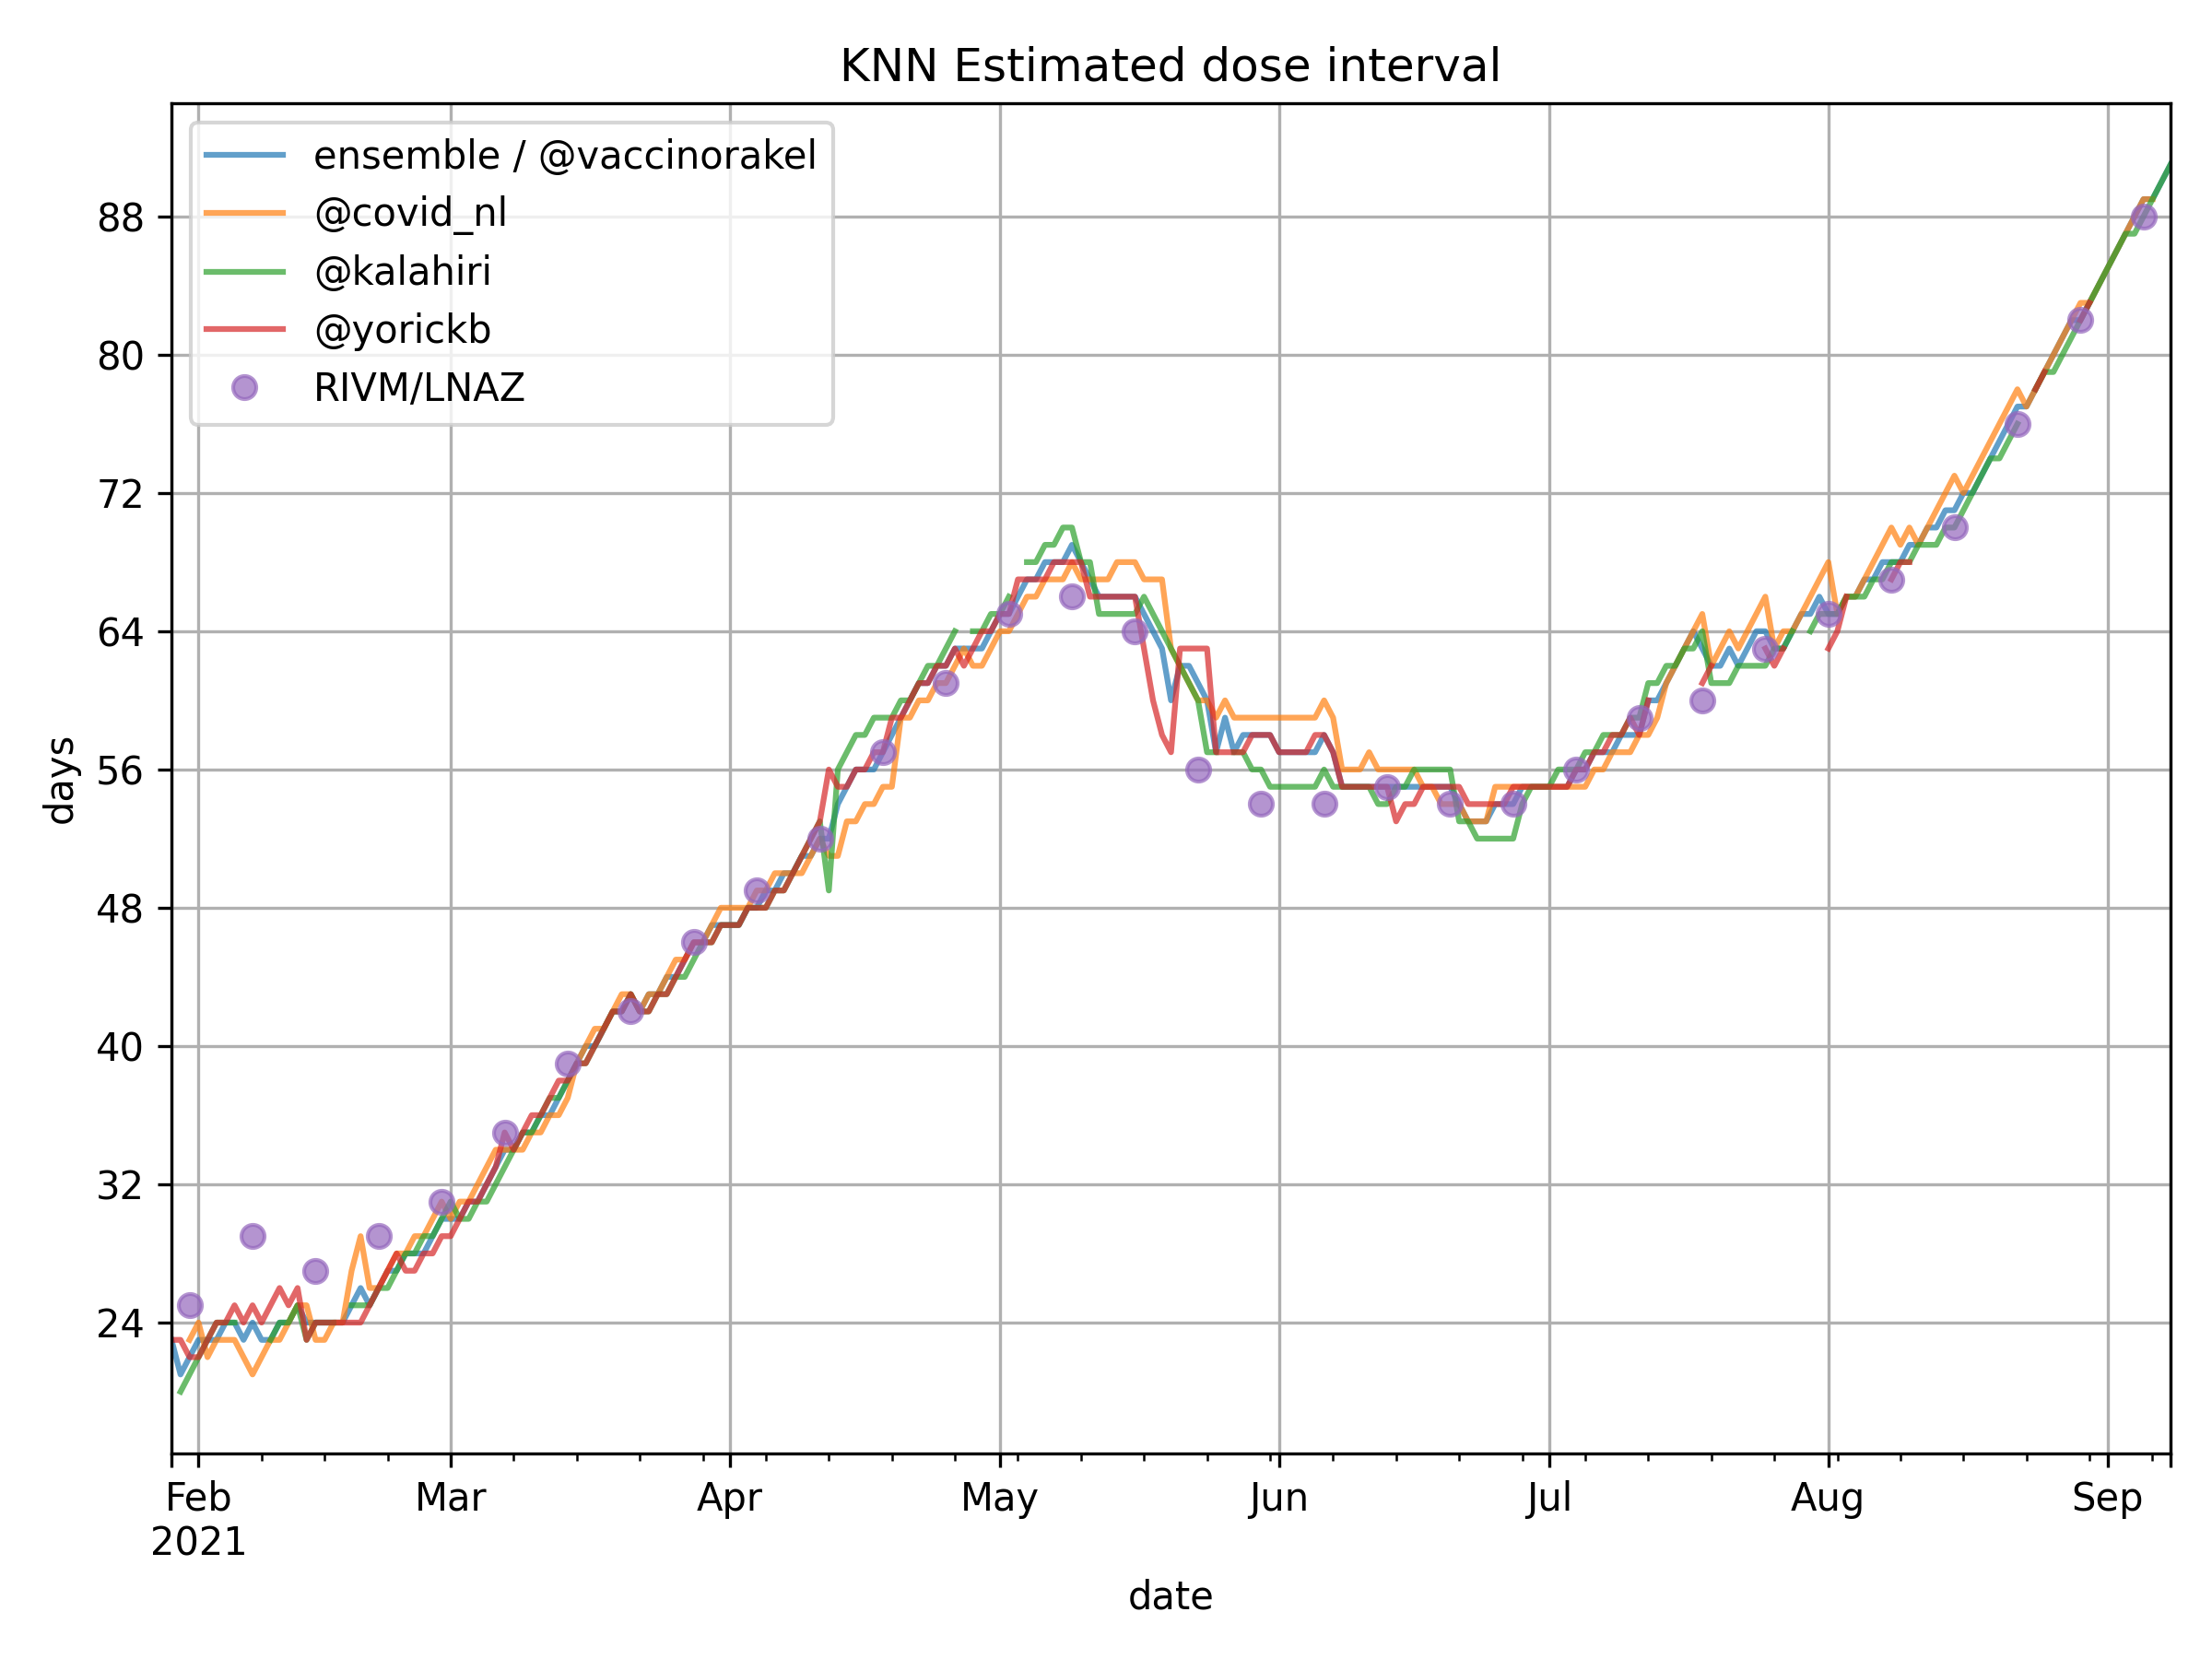 KNN Estimated dose interval
ensemble / @vaccinorakel
@covid_nl
@kalahiri
@yorickb
RIVM/LNAZ
88
80
72
64
56
48
40
32
24
days
Feb Mar Apr May Jun Jul Aug Sep
2021
date